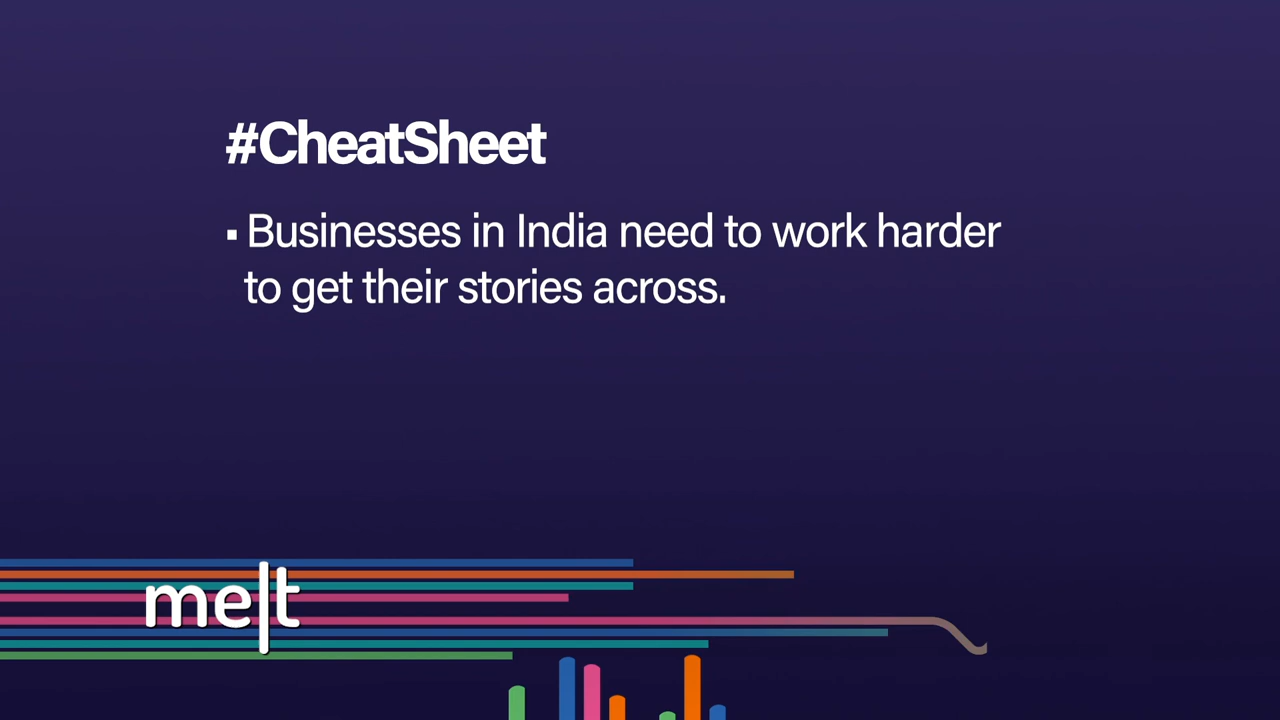 #CheatSheet
▪ Businesses in India need to work harder
to get their stories across.
melt